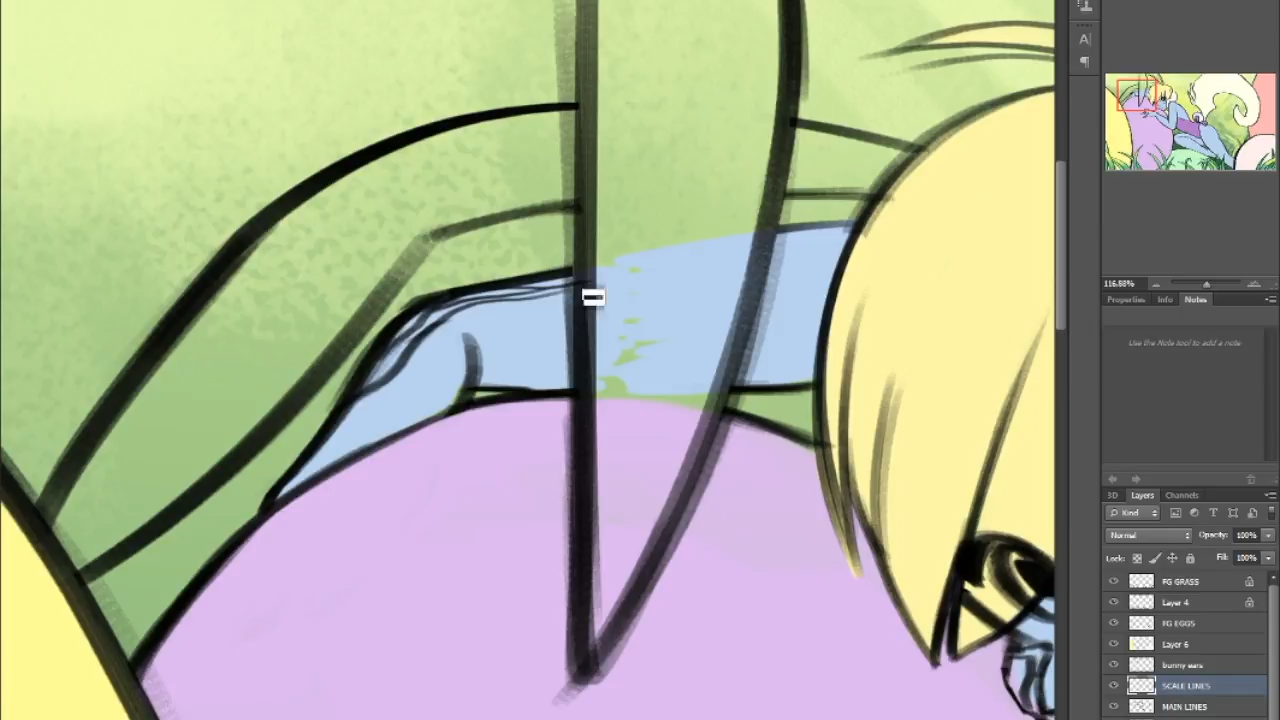 A|
¶
116.88%
Properties Info Notes
Use the Note tool to add a note
3D Layers Channels
Kind
Normal Opacity: 100%
Lock: Fill: 100%
FG GRASS
Layer 4
FG EGGS
Layer 6
bunny ears
SCALE LINES
MAIN LINES